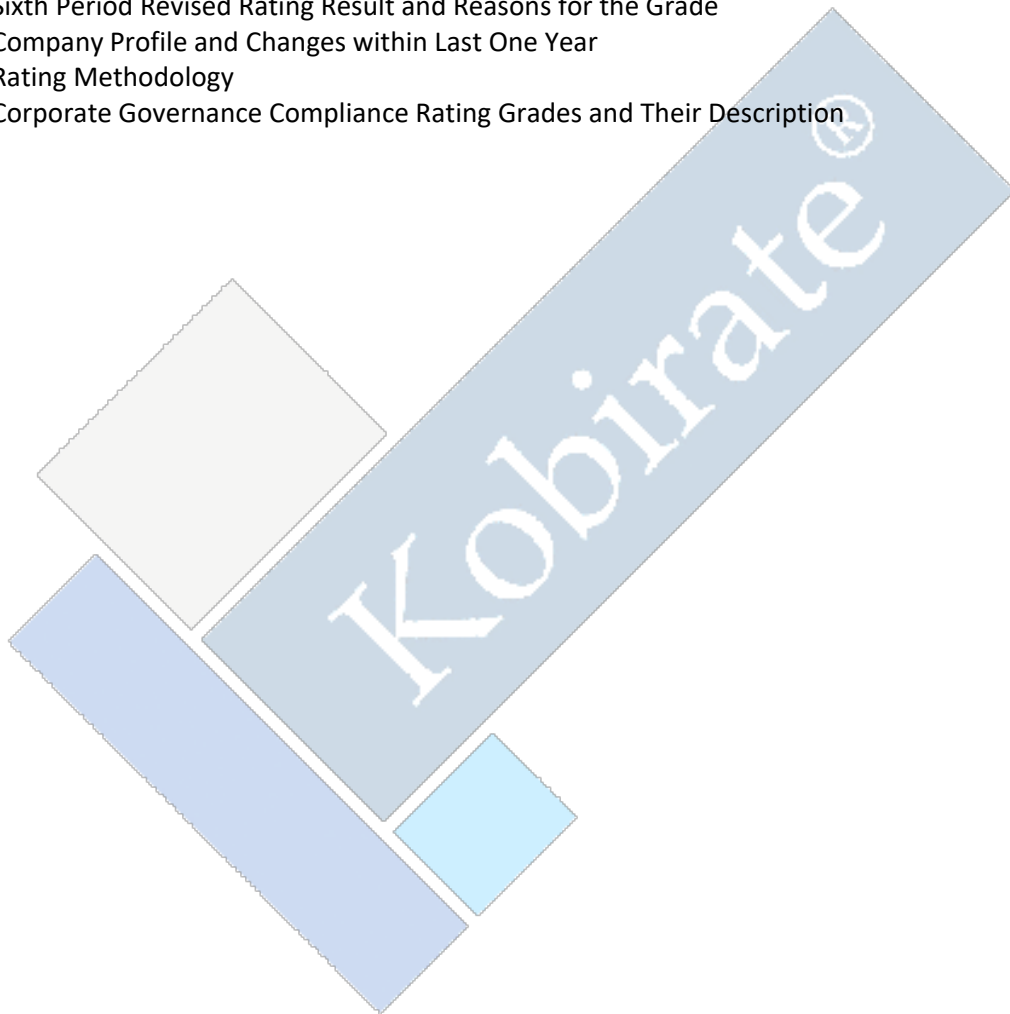 Sixth Period Revised Rating Result and Reasons for the Grade
Company Profile and Changes within Last One Year
Rating Methodology
Corporate Governance Compliance Rating Grades and Their Description
Kobirate ®